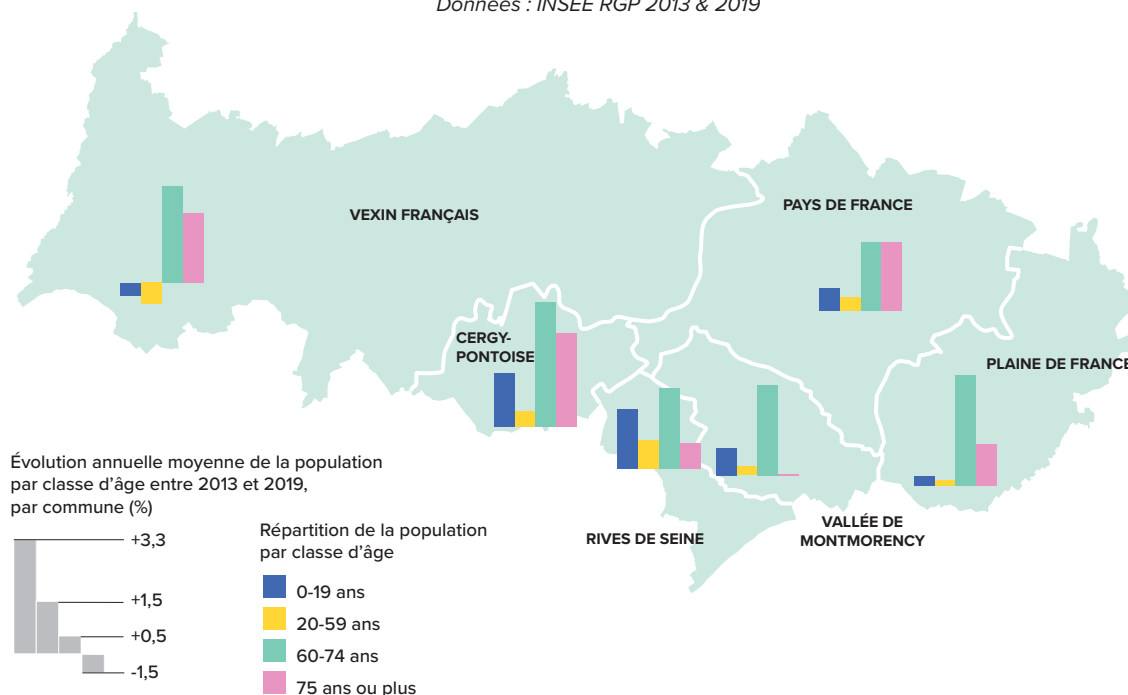 Données : INSEE RGP 2013 & 2019
VEXIN FRANÇAIS
PAYS DE FRANCE
CERGY-
PONTOISE
PLAINE DE FRANCE
RIVES DE SEINE
VALLÉE DE
MONTMORENCY
Évolution annuelle moyenne de la population
par classe d’âge entre 2013 et 2019,
par commune (%)
+3,3
+1,5
+0,5
-1,5
Répartition de la population
par classe d’âge
0-19 ans
20-59 ans
60-74 ans
75 ans ou plus